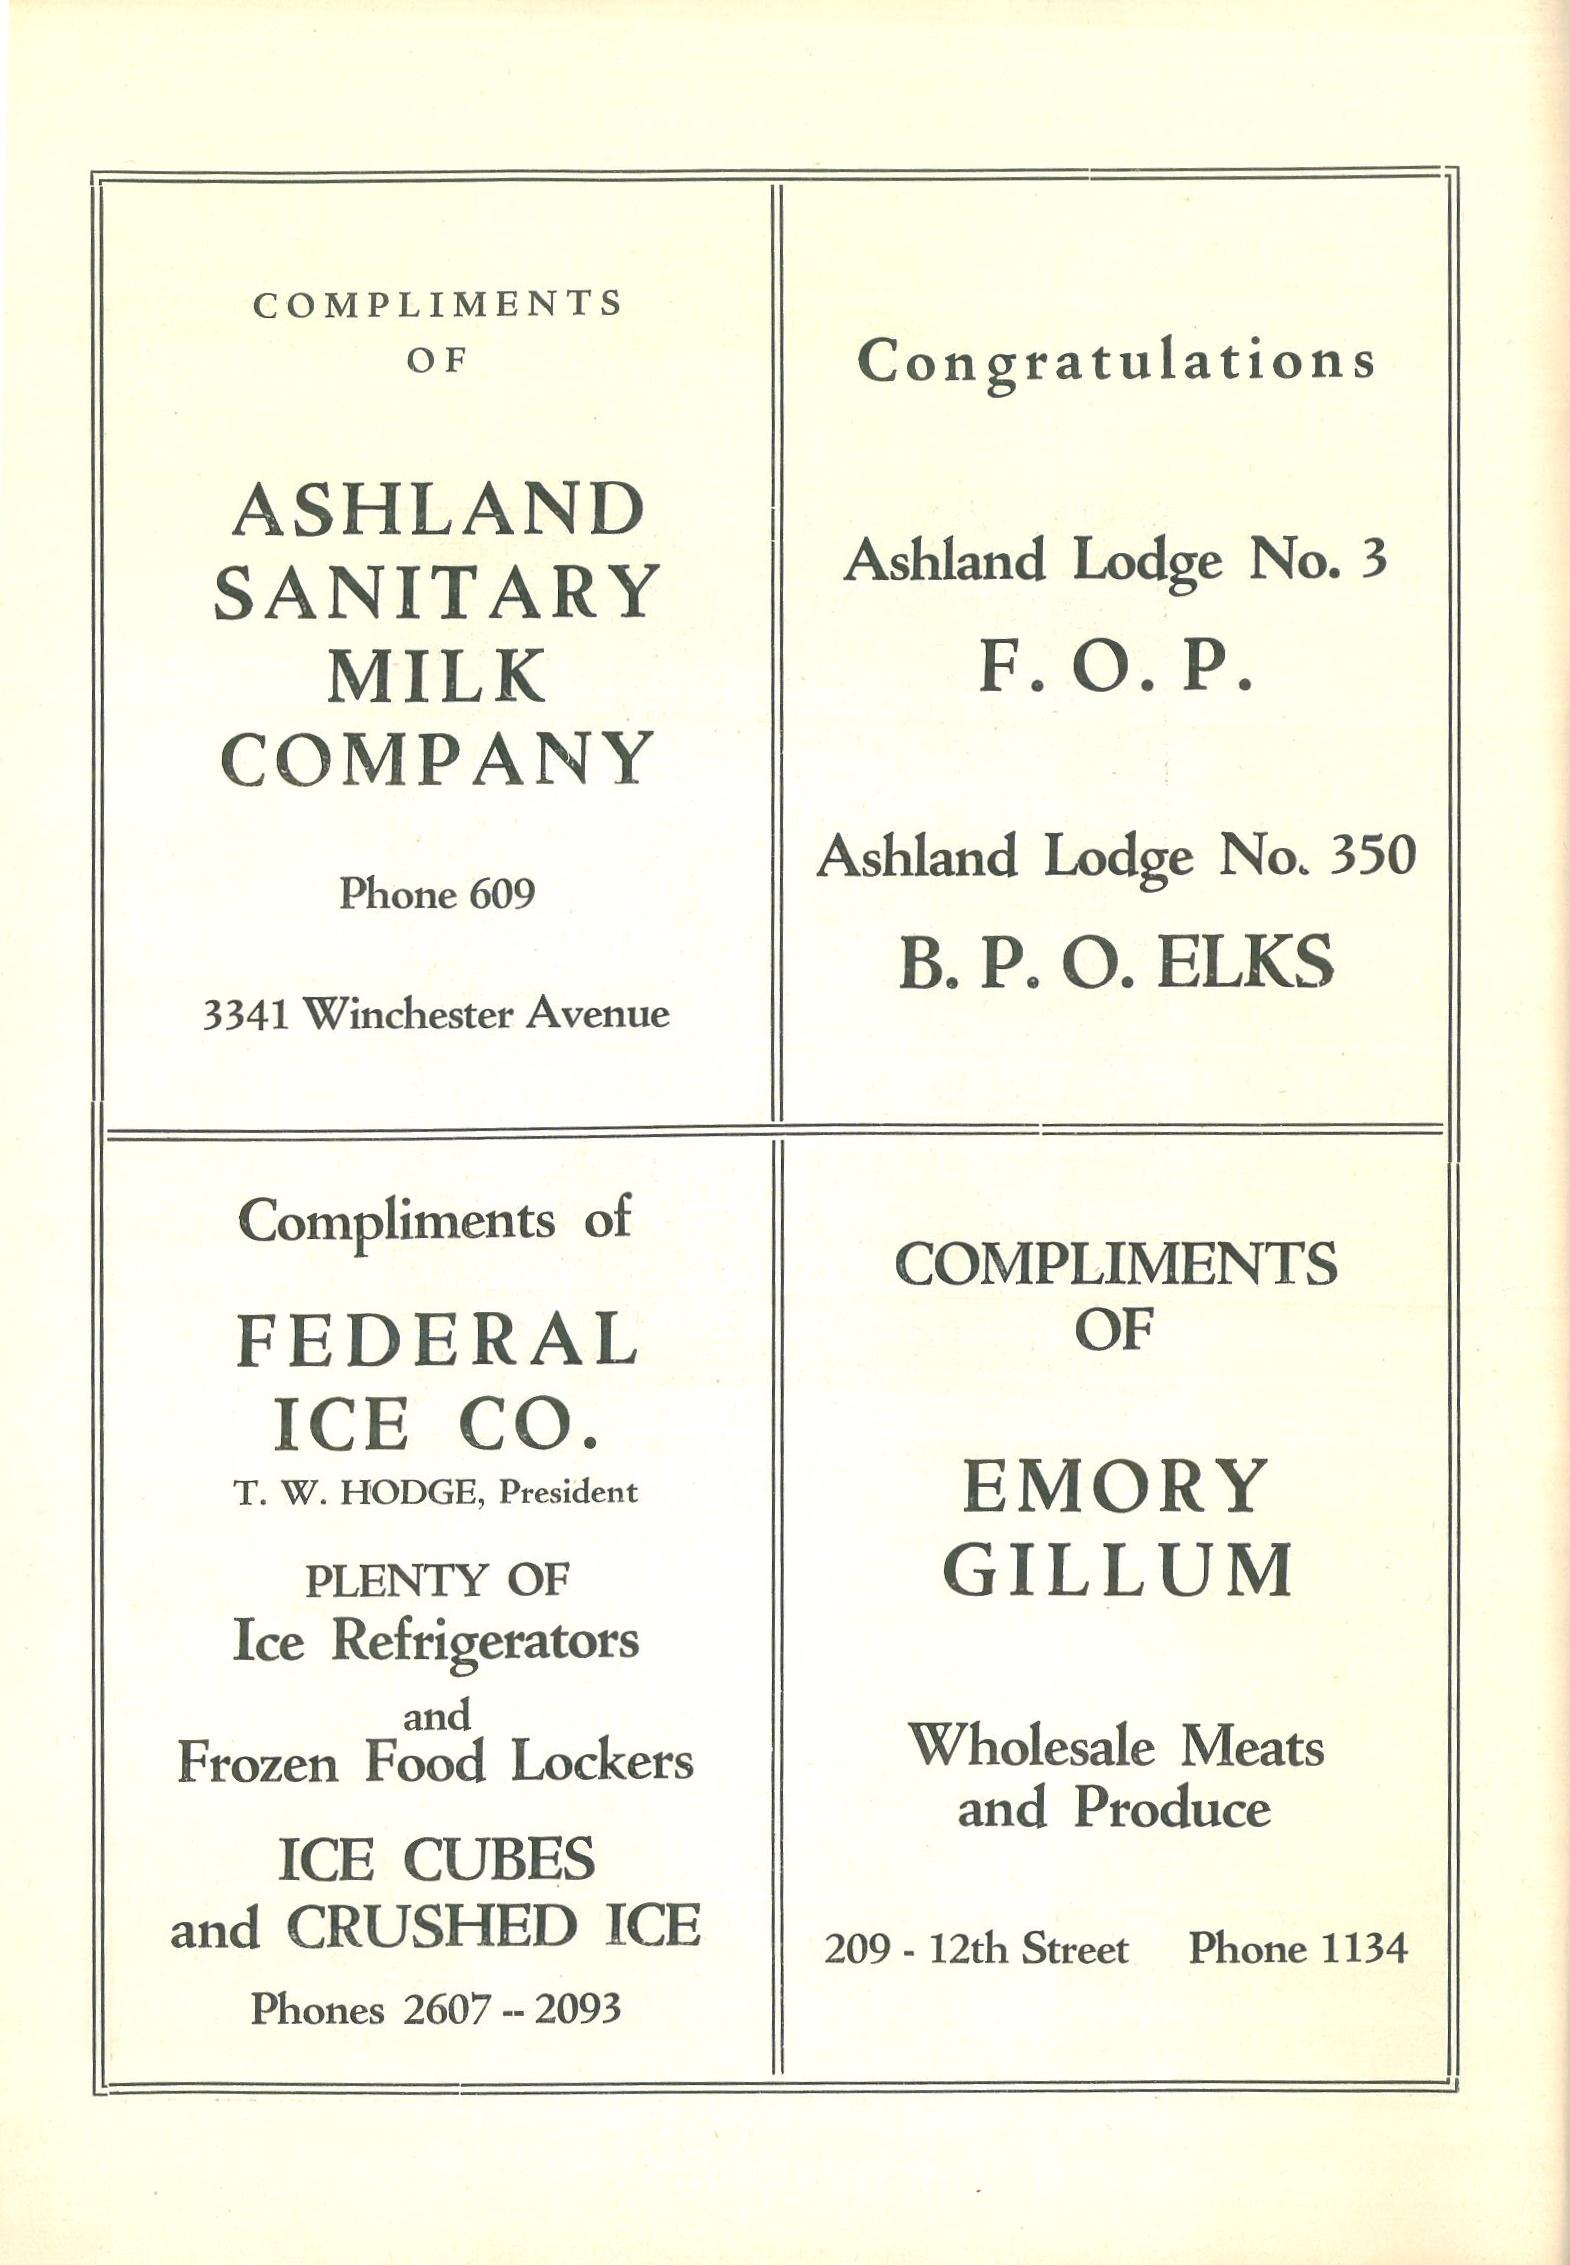 COMPLIMENTS
OF
ASHLAND
SANITARY
MILK
COMPANY
Phone 609
3341 Winchester Avenue
Congratulations
Ashland Lodge No. 3
F. O. P.
Ashland Lodge No. 350
B. P. O. ELKS
Compliments of
FEDERAL
ICE CO.
T. W. HODGE, President
PLENTY OF
Ice Refrigerators
and
Frozen Food Lockers
ICE CUBES
and CRUSHED ICE
Phones 2607 -- 2093
COMPLIMENTS
OF
EMORY
GILLUM
Wholesale Meats
and Produce
209 - 12th Street Phone 1134